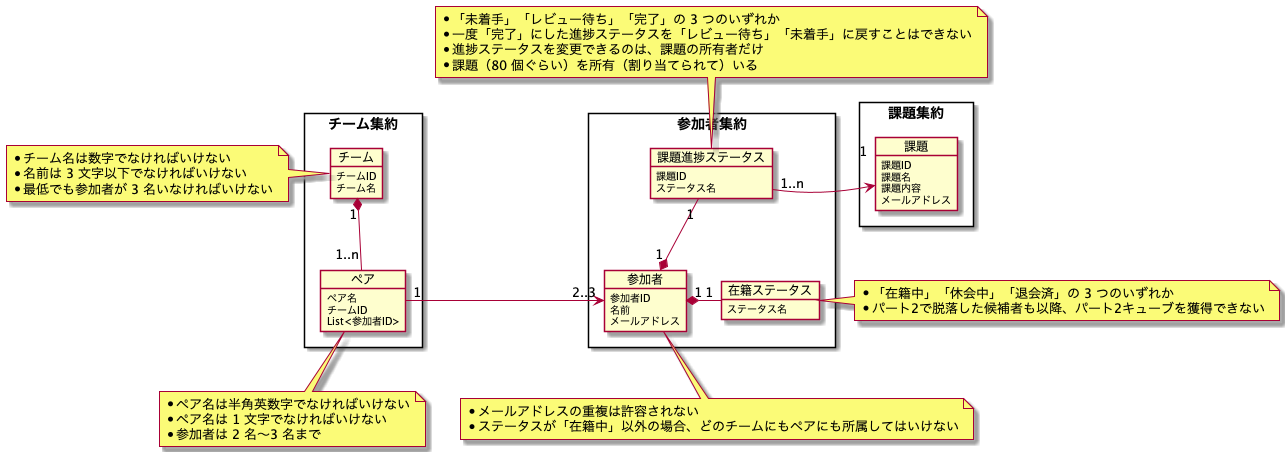 • 「未着手」「レビュー待ち」「完了」の 3 つのいずれか
• 一度「完了」にした進捗ステータスを「レビュー待ち」「未着手」に戻すことはできない
• 進捗ステータスを変更できるのは、課題の所有者だけ
• 課題（80 個ぐらい）を所有（割り当てられて）いる
チーム集約
• チーム名は数字でなければいけない
• 名前は 3 文字以下でなければいけない
• 最低でも参加者が 3 名いなければいけない
チーム
チームID
チーム名
1
1..n
ペア
ペア名
チームID
List<参加者ID>
1
2..3
• ペア名は半角英数字でなければいけない
• ペア名は 1 文字でなければいけない
• 参加者は 2 名〜3 名まで
参加者集約
課題進捗ステータス
課題ID
ステータス名
1
1
参加者
参加者ID
名前
メールアドレス
1
1
在籍ステータス
ステータス名
• メールアドレスの重複は許容されない
• ステータスが「在籍中」以外の場合、どのチームにもペアにも所属してはいけない
1..n
1
課題集約
課題
課題ID
課題名
課題内容
メールアドレス
• 「在籍中」「休会中」「退会済」の 3 つのいずれか
• パート2で脱落した候補者も以降、パート2キューブを獲得できない